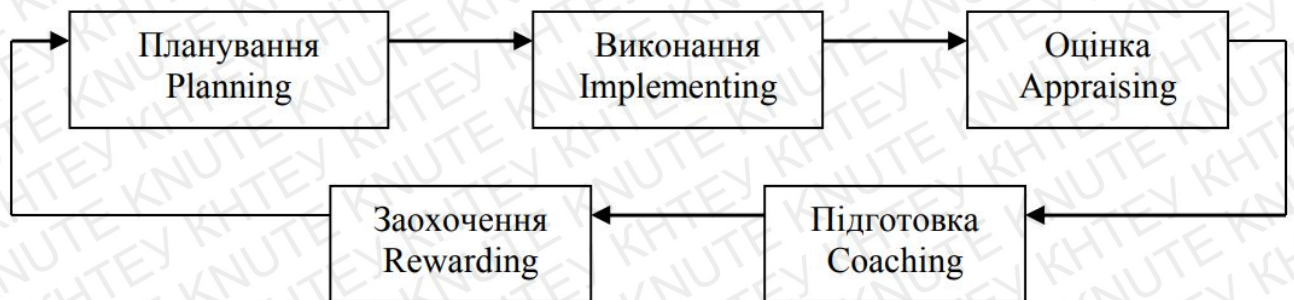 Планування
Planning
Виконання
Implementing
Оцінка
Appraising
Заохочення
Rewarding
Підготовка
Coaching